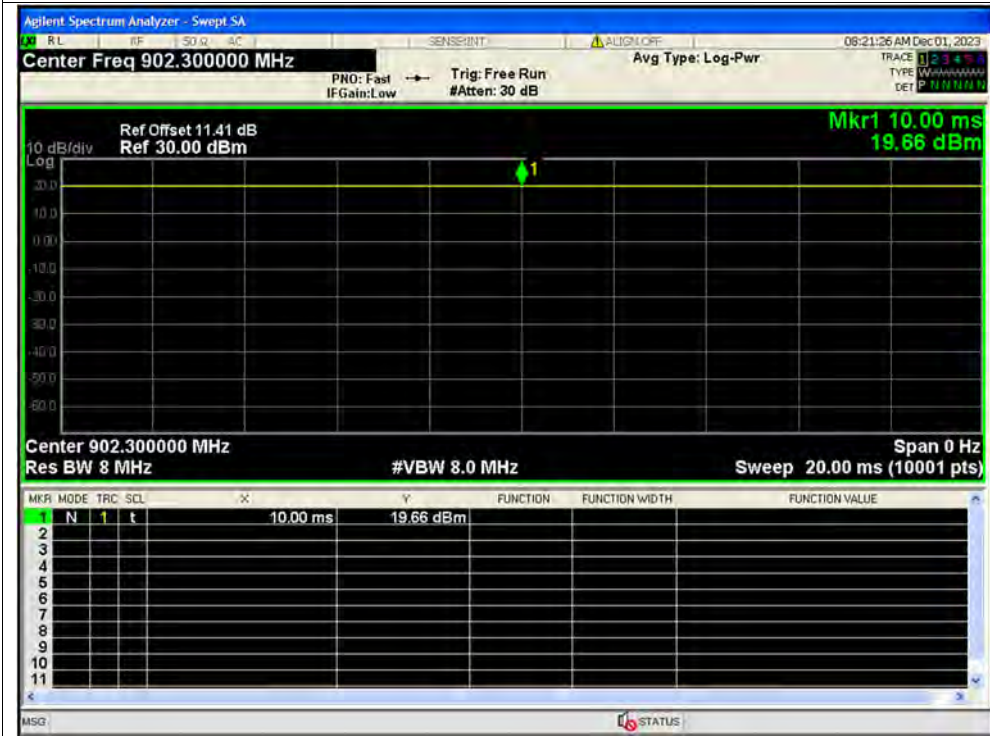 Agilent Spectrum Analyzer - Swept SA
RL RF 50 Ω AC SENSE:INT ALIGN OFF 08:21:26 AM Dec 01, 2023
Center Freq 902.300000 MHz Avg Type: Log-Pwr TRACE 1 2 3 4 5 6
PNO: Fast Trig: Free Run TYPE W
IFGain:Low #Atten: 30 dB DET P N N N N N
Mkr1 10.00 ms
Ref Offset 11.41 dB
10 dB/div Ref 30.00 dBm 19.66 dBm
Log
1
20.0
10.0
0.00
-10.0
-20.0
-30.0
-40.0
-50.0
-60.0
Center 902.300000 MHz Span 0 Hz
Res BW 8 MHz #VBW 8.0 MHz Sweep 20.00 ms (10001 pts)
MKR MODE TRC SCL X Y FUNCTION FUNCTION WIDTH FUNCTION VALUE
1 N 1 t 10.00 ms 19.66 dBm
2
3
4
5
6
7
8
9
10
11
MSG STATUS